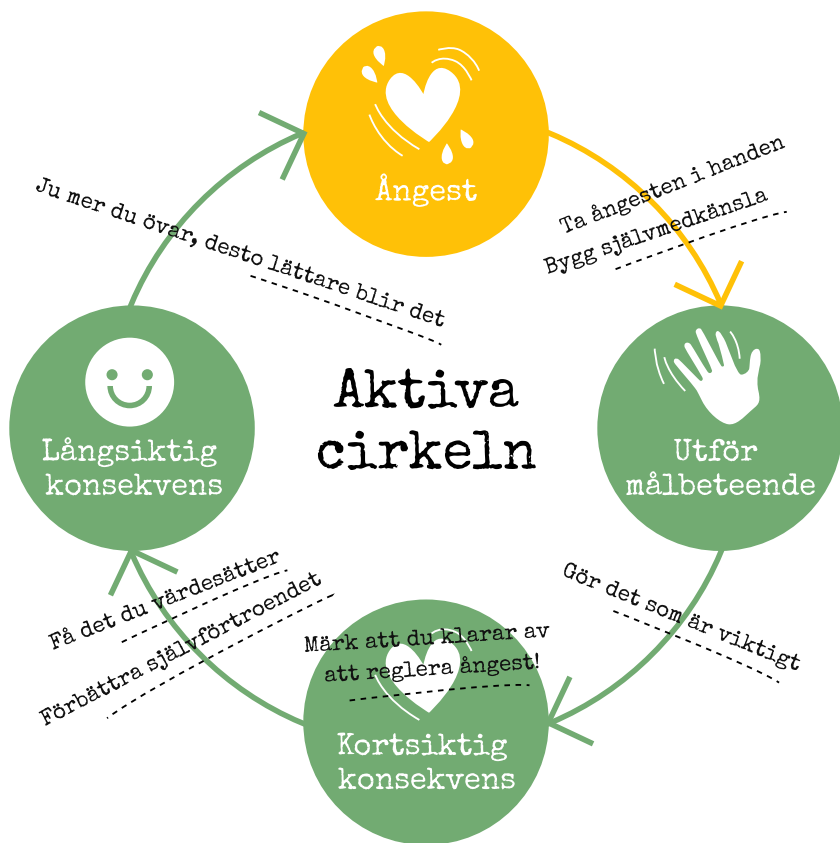 Ångest
Ta ångesten i handen
Bygg självmedkänsla
Ju mer du övar, desto lättare blir det
Aktiva
cirkeln
Utför
målbeteende
Långsiktig
konsekvens
Gör det som är viktigt
Få det du värdesätter
Förbättra självförtroendet
Märk att du klarar av
att reglera ångest!
Kortsiktig
konsekvens